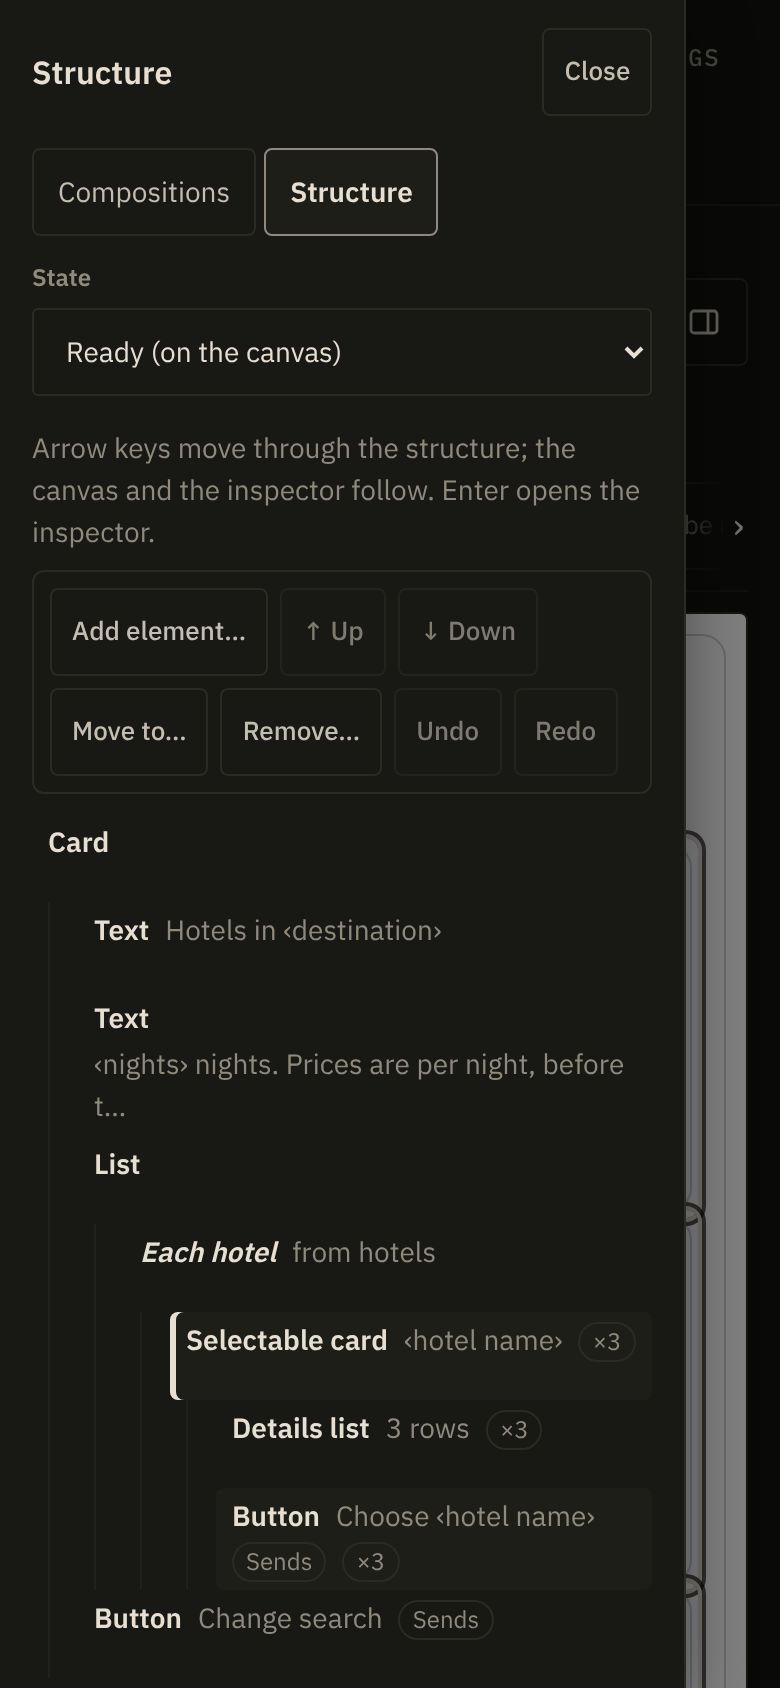 Structure
Close
GS
Compositions
Structure
State
Ready (on the canvas)
Arrow keys move through the structure; the
canvas and the inspector follow. Enter opens the
inspector.
be
Add element...
↑ Up
↓ Down
Move to...
Remove...
Undo
Redo
Card
Text Hotels in ‹destination›
Text
‹nights› nights. Prices are per night, before
t...
List
Each hotel from hotels
Selectable card ‹hotel name› ×3
Details list 3 rows ×3
Button Choose ‹hotel name›
Sends ×3
Button Change search Sends